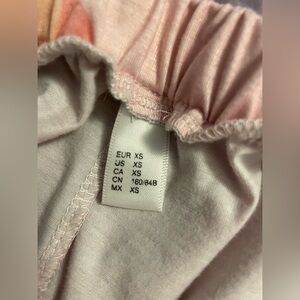 EUR XS
US XS
CA XS
CN 160/84B
MX XS